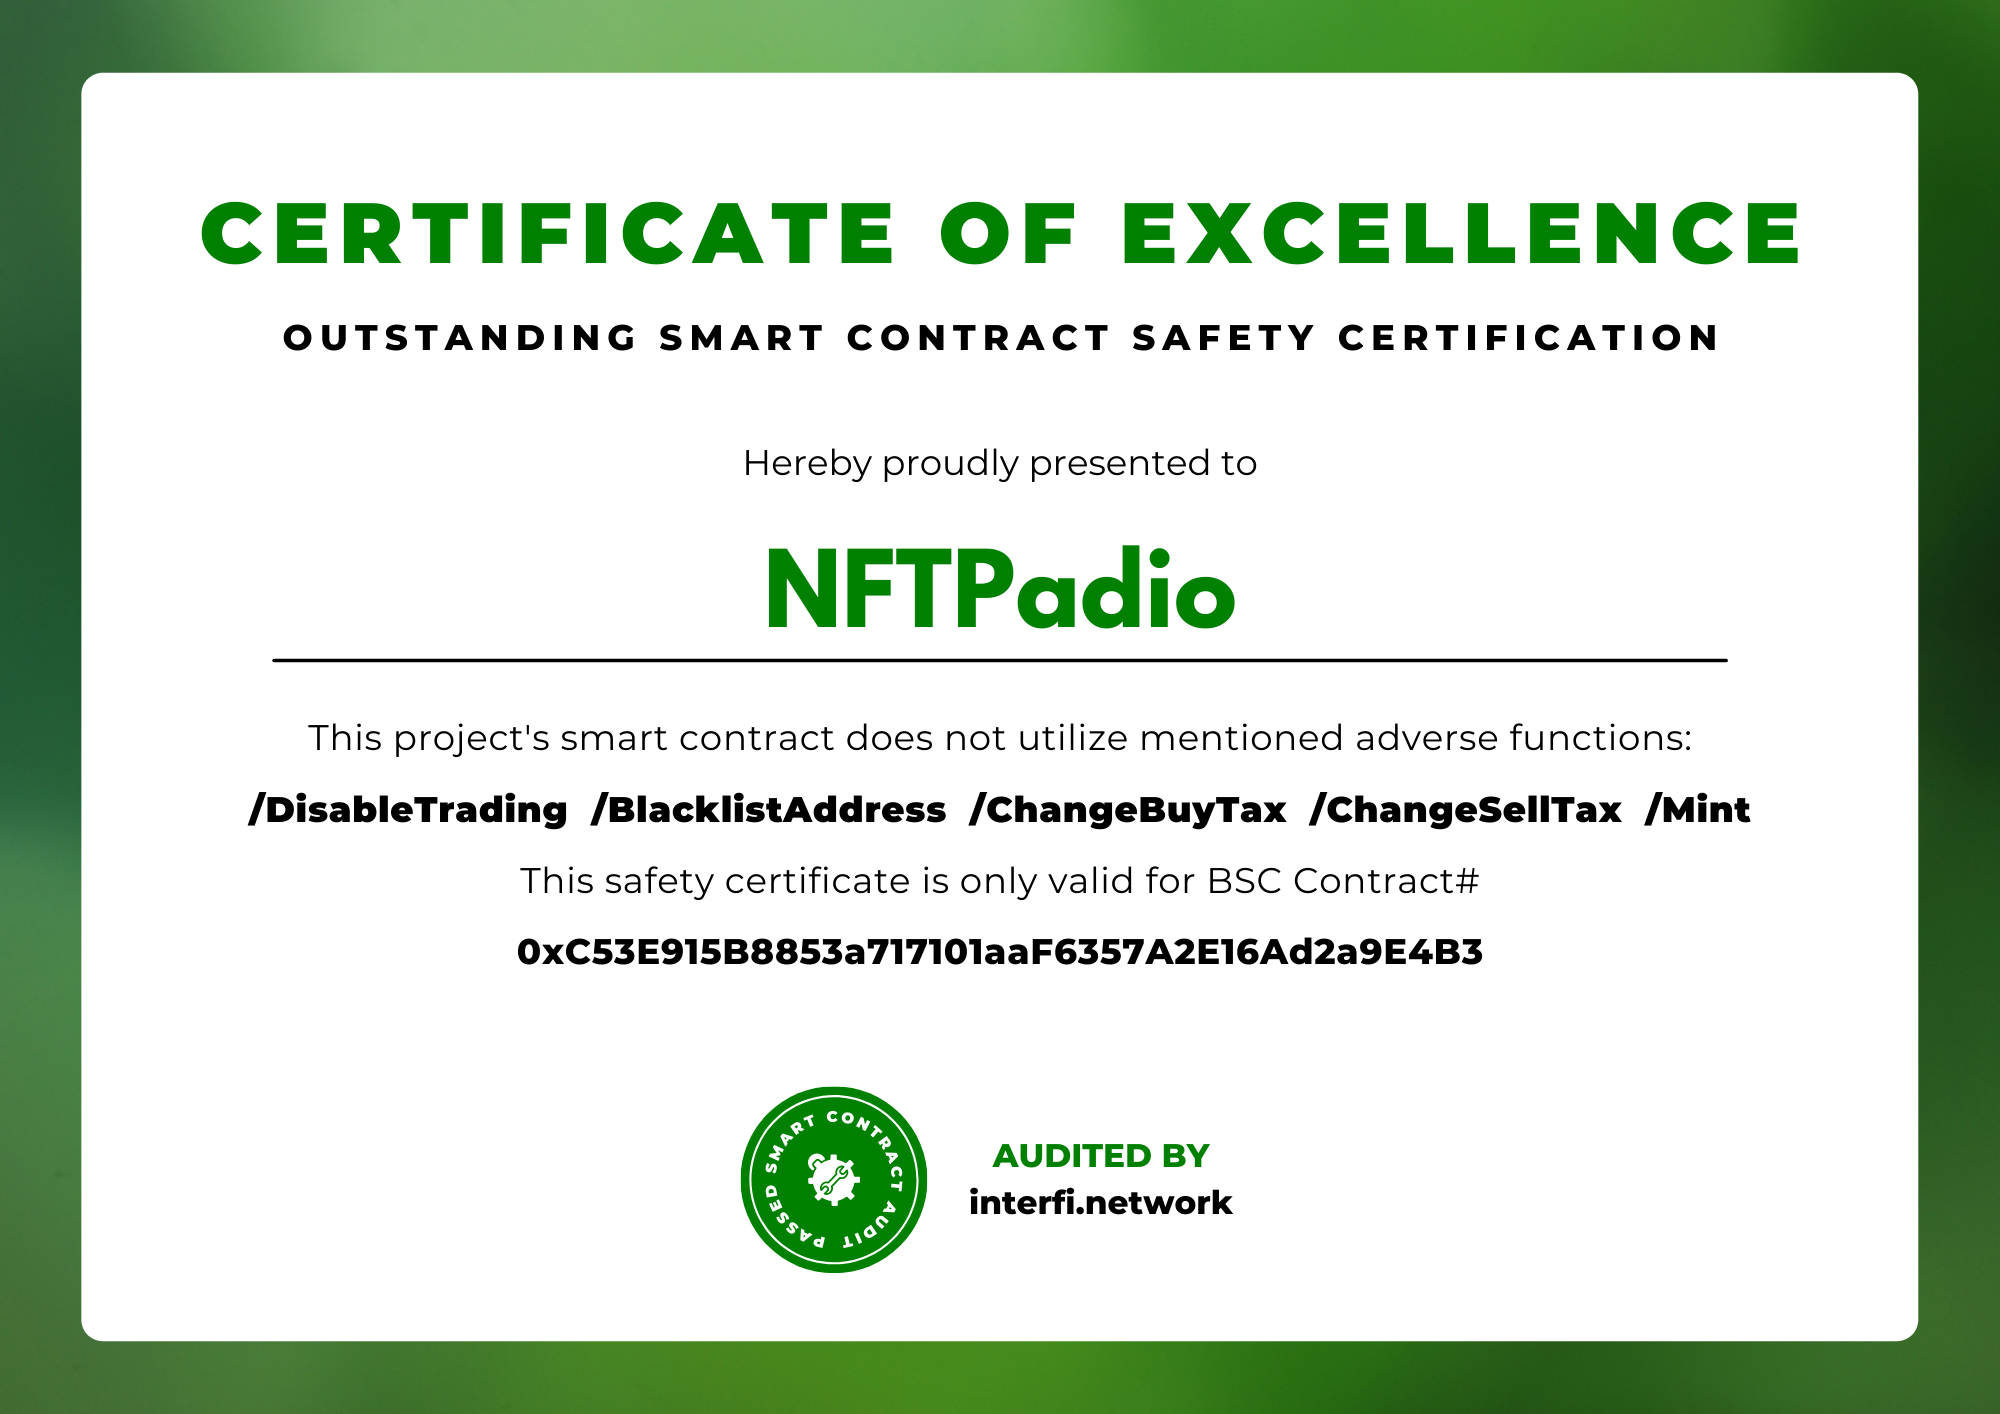 CERTIFICATE OF EXCELLENCE
OUTSTANDING SMART CONTRACT SAFETY CERTIFICATION
Hereby proudly presented to
NFTPadio
This project's smart contract does not utilize mentioned adverse functions:
/DisableTrading /BlacklistAddress /ChangeBuyTax /ChangeSellTax /Mint
This safety certificate is only valid for BSC Contract#
0xC53E915B8853a717101aaF6357A2E16Ad2a9E4B3
PASSED SMART CONTRACT AUDIT
AUDITED BY
interfi.network